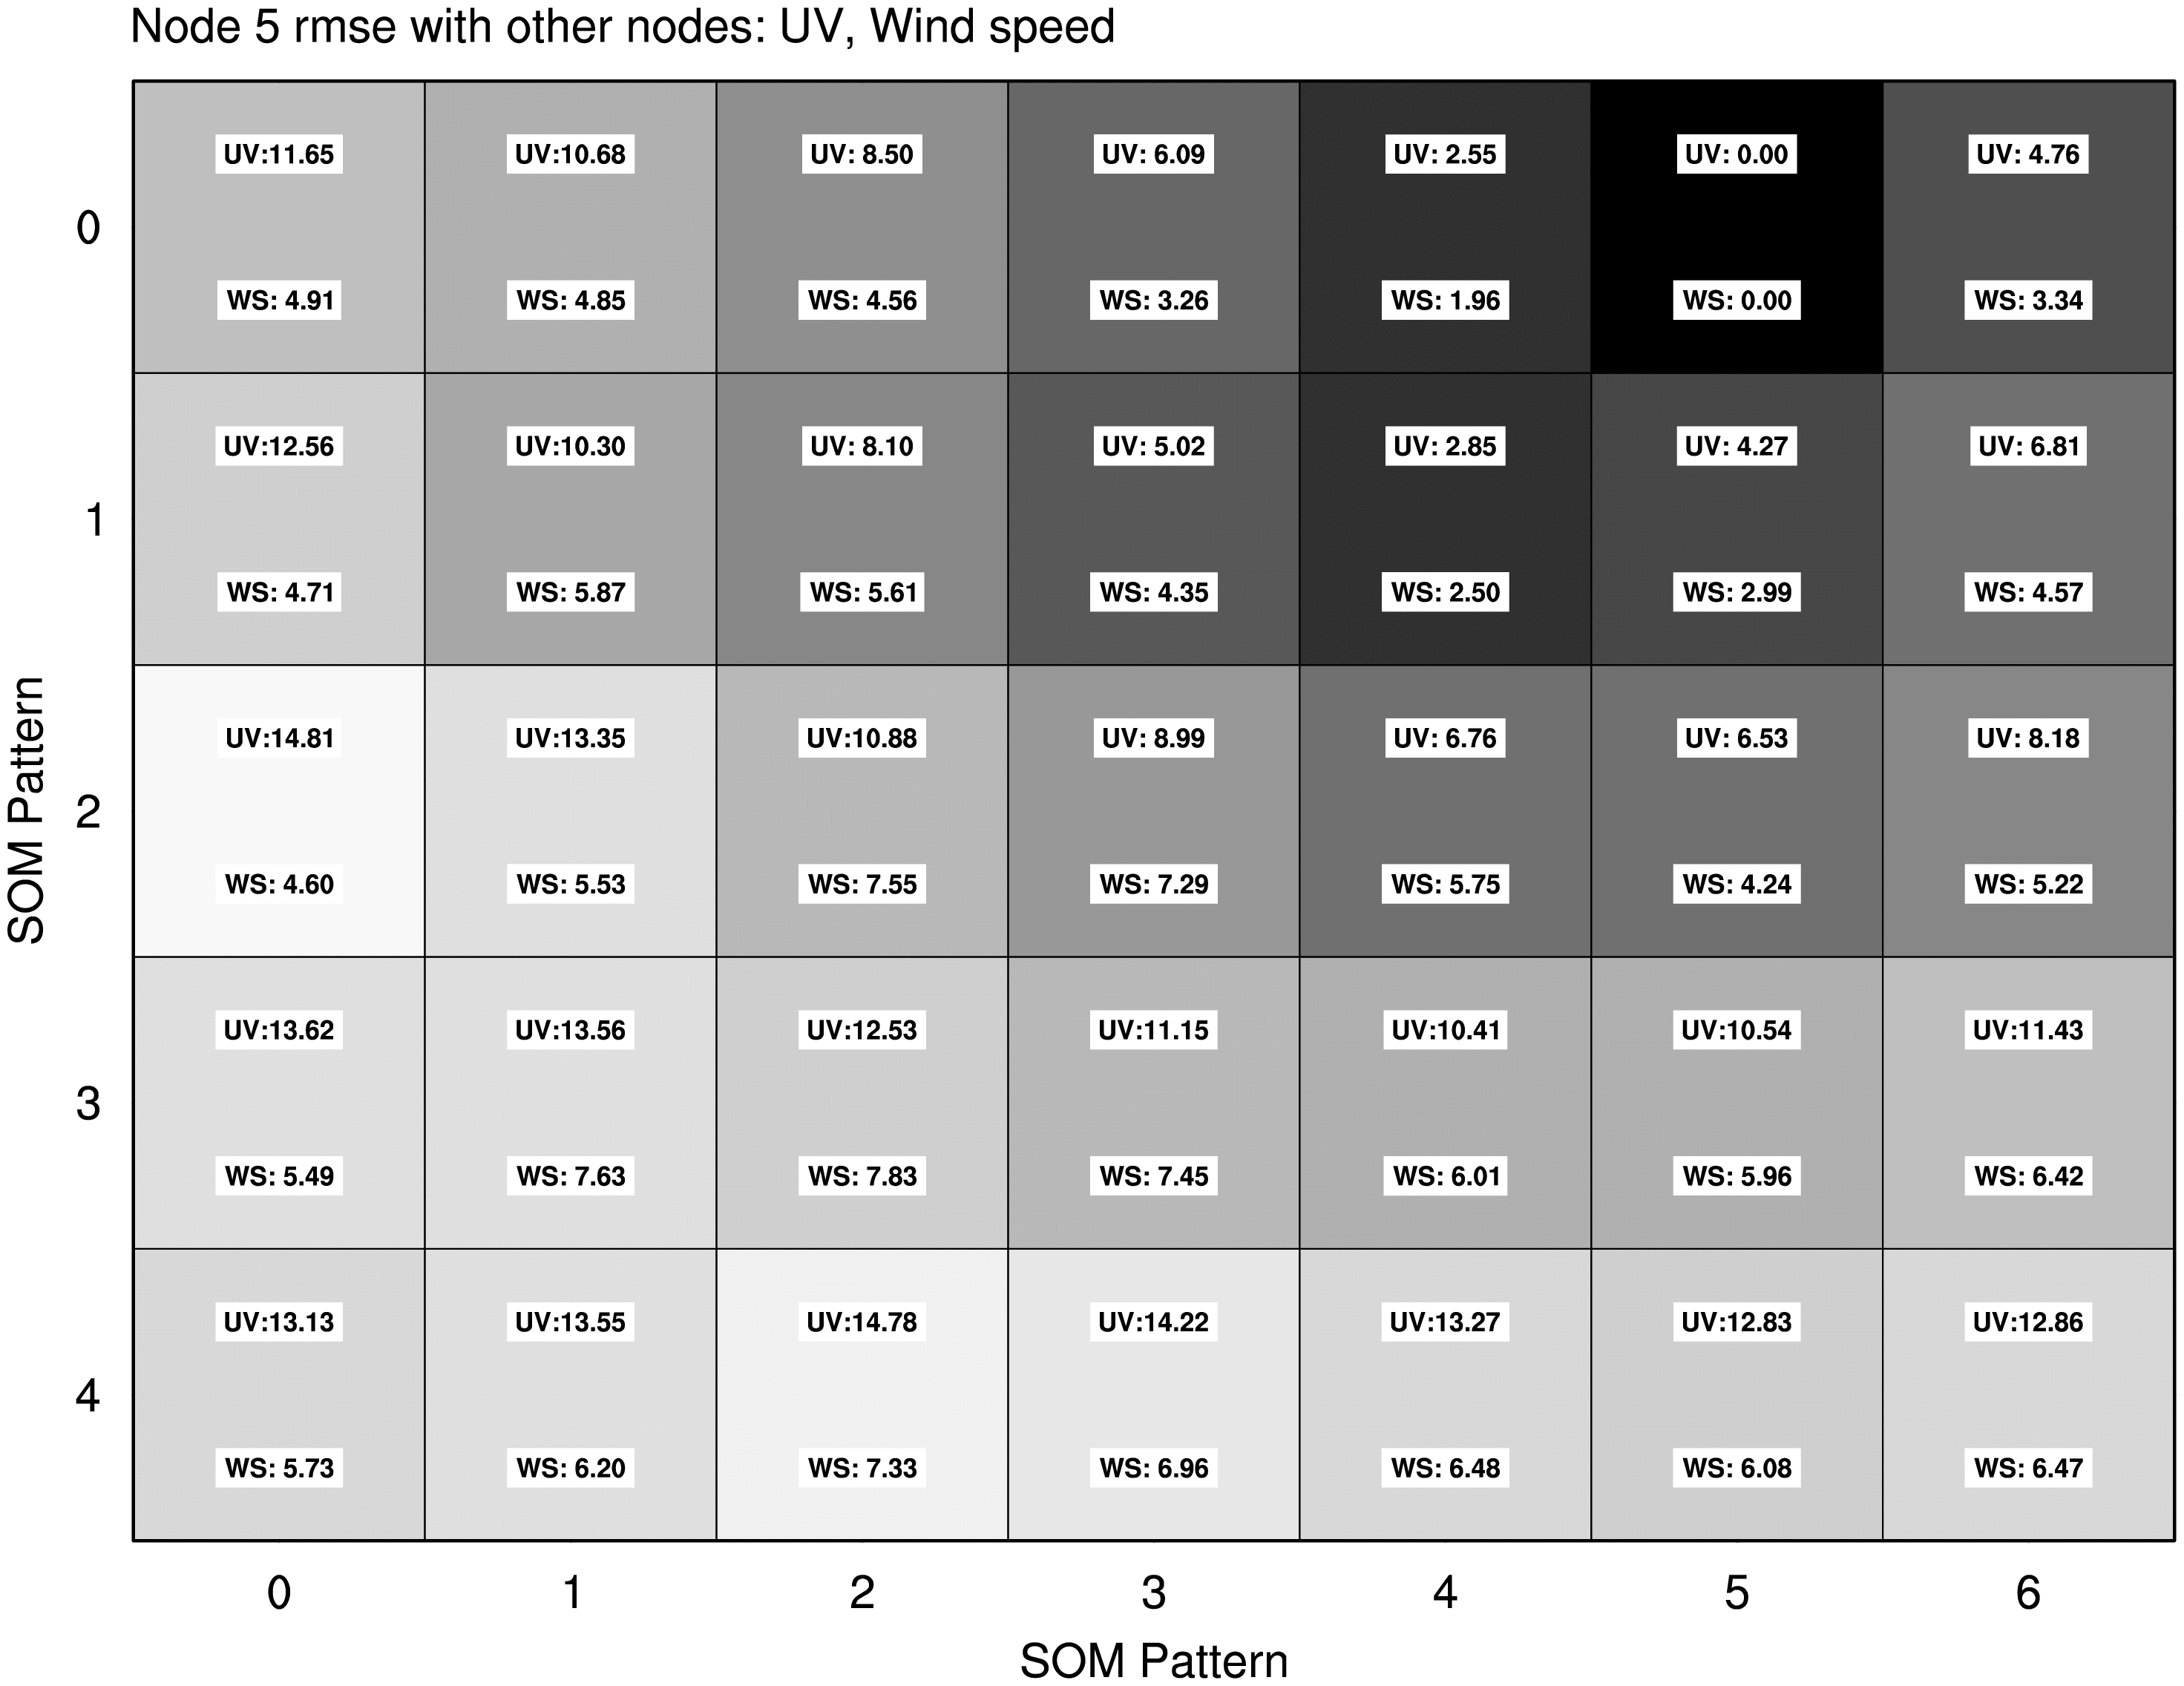 Node 5 rmse with other nodes: UV, Wind speed
UV:11.65 UV:10.68 UV: 8.50 UV: 6.09 UV: 2.55 UV: 0.00 UV: 4.76
0
WS: 4.91 WS: 4.85 WS: 4.56 WS: 3.26 WS: 1.96 WS: 0.00 WS: 3.34
UV:12.56 UV:10.30 UV: 8.10 UV: 5.02 UV: 2.85 UV: 4.27 UV: 6.81
1
WS: 4.71 WS: 5.87 WS: 5.61 WS: 4.35 WS: 2.50 WS: 2.99 WS: 4.57
UV:14.81 UV:13.35 UV:10.88 UV: 8.99 UV: 6.76 UV: 6.53 UV: 8.18
2
WS: 4.60 WS: 5.53 WS: 7.55 WS: 7.29 WS: 5.75 WS: 4.24 WS: 5.22
UV:13.62 UV:13.56 UV:12.53 UV:11.15 UV:10.41 UV:10.54 UV:11.43
3
WS: 5.49 WS: 7.63 WS: 7.83 WS: 7.45 WS: 6.01 WS: 5.96 WS: 6.42
UV:13.13 UV:13.55 UV:14.78 UV:14.22 UV:13.27 UV:12.83 UV:12.86
4
WS: 5.73 WS: 6.20 WS: 7.33 WS: 6.96 WS: 6.48 WS: 6.08 WS: 6.47
SOM Pattern
0 1 2 3 4 5 6
SOM Pattern